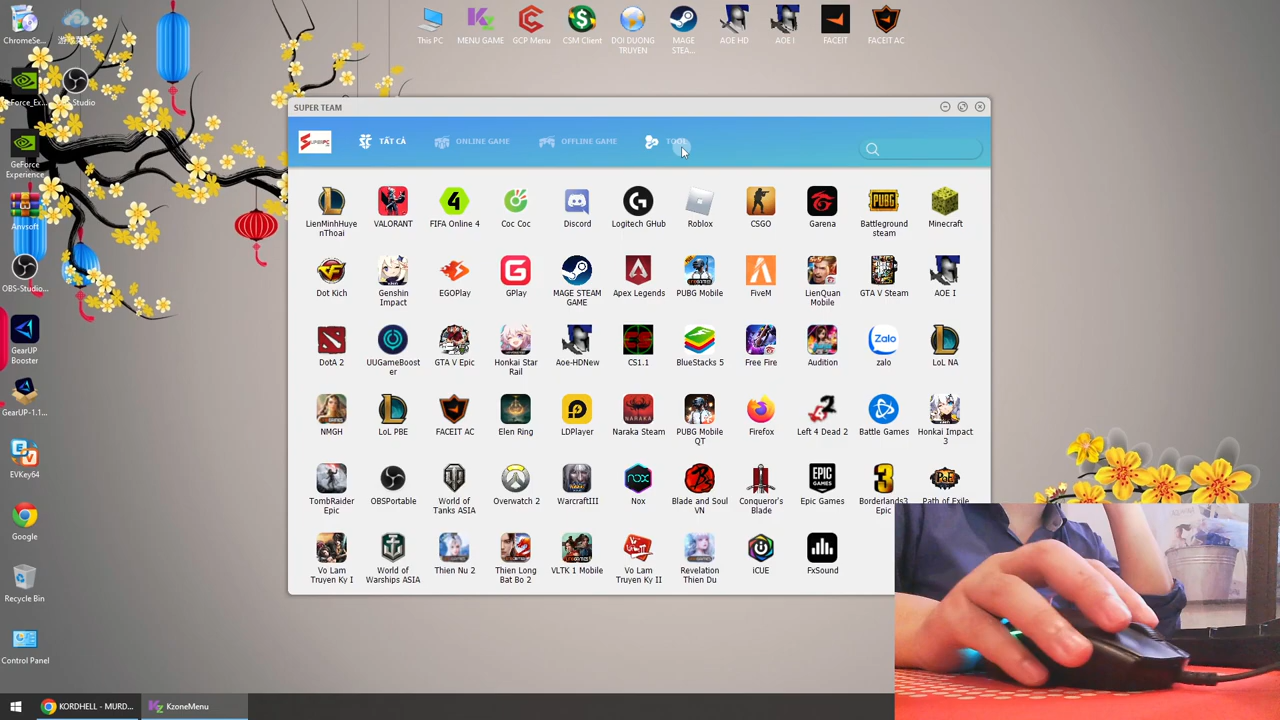 ChromeSe...
This PC
MENU GAME
GCP Menu
CSM Client
DOI DUONG
TRUYEN
MAGE
STEA...
AOE HD
AOE I
FACEIT
FACEIT AC
GeForce
Experience
Anvsoft
OBS-Studio...
GearUP
Booster
GearUP-1.1...
EVKey64
Google
Recycle Bin
Control Panel
SUPER TEAM
TẤT CẢ
ONLINE GAME
OFFLINE GAME
TOOL
LienMinhHuye
nThoai
VALORANT
FIFA Online 4
Coc Coc
Discord
Logitech GHub
Roblox
CSGO
Garena
Battleground
steam
Minecraft
Dot Kich
Genshin
Impact
EGOPlay
GPlay
MAGE STEAM
GAME
Apex Legends
PUBG Mobile
FiveM
LienQuan
Mobile
GTA V Steam
AOE I
DotA 2
UUGameBoost
er
GTA V Epic
Honkai Star
Rail
Aoe-HDNew
CS1.1
BlueStacks 5
Free Fire
Audition
zalo
LoL NA
NMGH
LoL PBE
FACEIT AC
Elen Ring
LDPlayer
Naraka Steam
PUBG Mobile
QT
Firefox
Left 4 Dead 2
Battle Games
Honkai Impact
3
TombRaider
Epic
OBSPortable
World of
Tanks ASIA
Overwatch 2
WarcraftIII
Nox
Blade and Soul
VN
Conqueror's
Blade
Epic Games
Borderlands3
Epic
Path of Exile
Vo Lam
Truyen Ky I
World of
Warships ASIA
Thien Nu 2
Thien Long
Bat Bo 2
VLTK 1 Mobile
Vo Lam
Truyen Ky II
Revelation
Thien Du
iCUE
FxSound
KORDHELL - MURD...
KzoneMenu